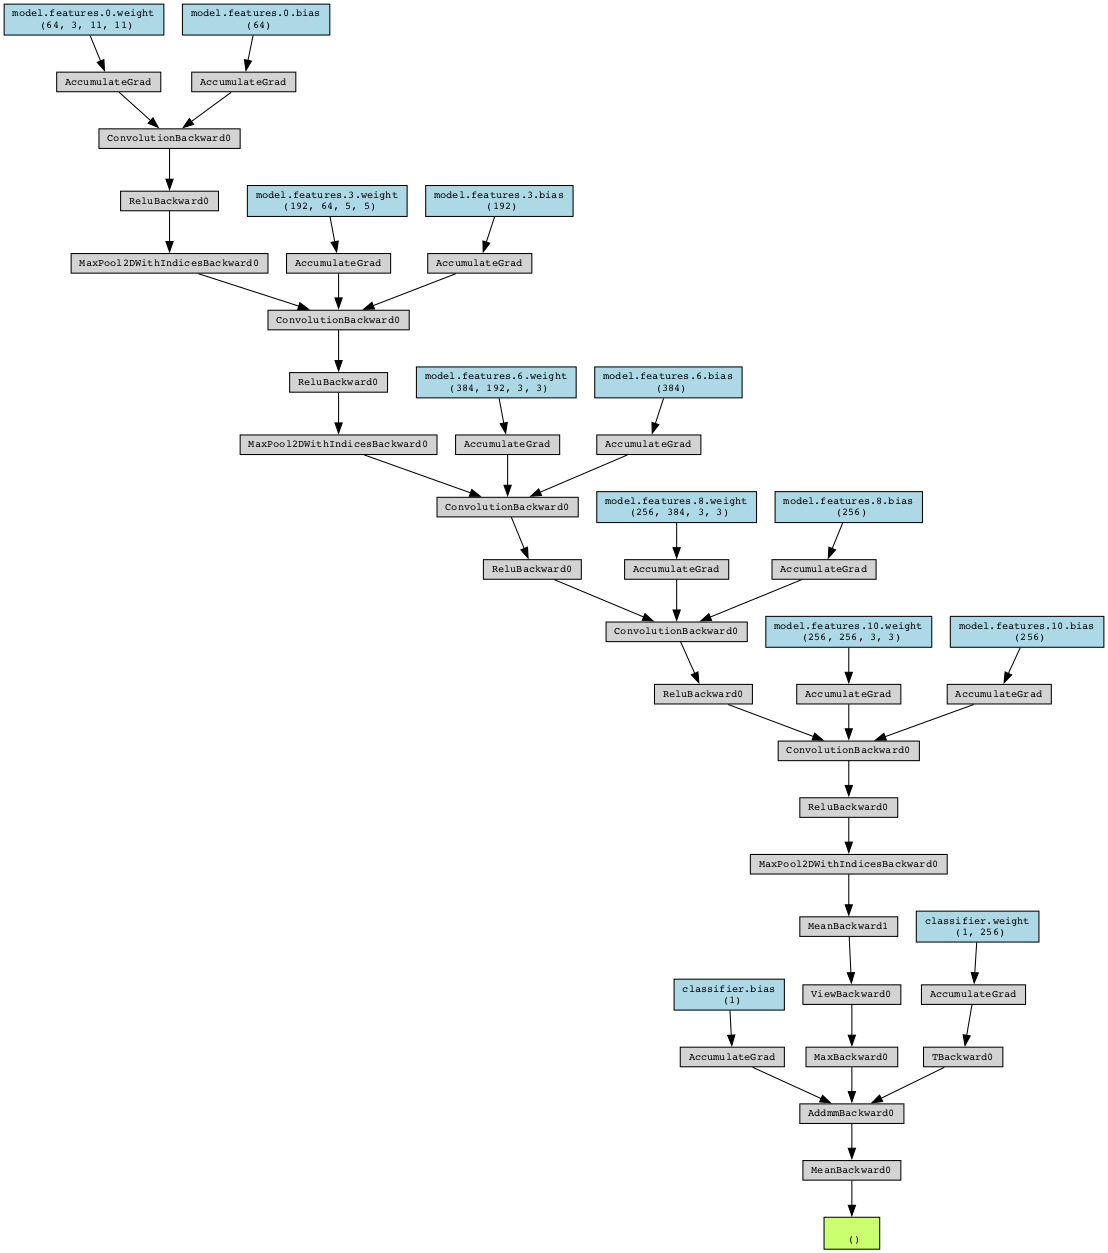 model.features.0.weight
(64, 3, 11, 11)
model.features.0.bias
(64)
AccumulateGrad
AccumulateGrad
ConvolutionBackward0
ReluBackward0
model.features.3.weight
(192, 64, 5, 5)
model.features.3.bias
(192)
MaxPool2DWithIndicesBackward0
AccumulateGrad
AccumulateGrad
ConvolutionBackward0
ReluBackward0
model.features.6.weight
(384, 192, 3, 3)
model.features.6.bias
(384)
MaxPool2DWithIndicesBackward0
AccumulateGrad
AccumulateGrad
ConvolutionBackward0
model.features.8.weight
(256, 384, 3, 3)
model.features.8.bias
(256)
ReluBackward0
AccumulateGrad
AccumulateGrad
ConvolutionBackward0
model.features.10.weight
(256, 256, 3, 3)
model.features.10.bias
(256)
ReluBackward0
AccumulateGrad
AccumulateGrad
ConvolutionBackward0
ReluBackward0
MaxPool2DWithIndicesBackward0
MeanBackward1
classifier.weight
(1, 256)
classifier.bias
(1)
ViewBackward0
AccumulateGrad
AccumulateGrad
MaxBackward0
TBackward0
AddmmBackward0
MeanBackward0
()